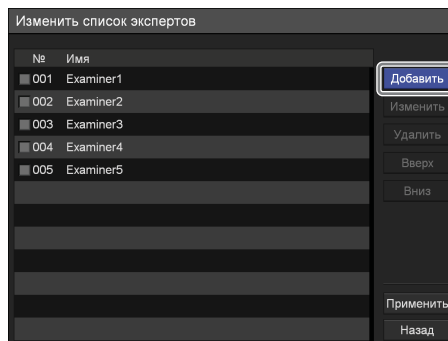 Изменить список экспертов
№ Имя
001 Examiner1
002 Examiner2
003 Examiner3
004 Examiner4
005 Examiner5
Добавить
Изменить
Удалить
Вверх
Вниз
Применить
Назад